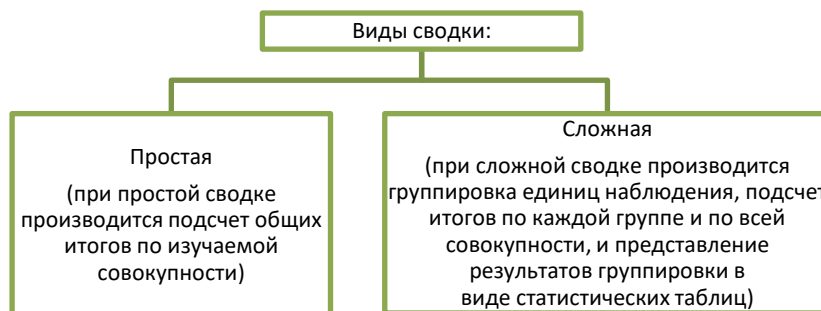 Виды сводки:
Простая
(при простой сводке
производится подсчет общих
итогов по изучаемой
совокупности)
Сложная
(при сложной сводке производится
группировка единиц наблюдения, подсчет
итогов по каждой группе и по всей
совокупности, и представление
результатов группировки в
виде статистических таблиц)